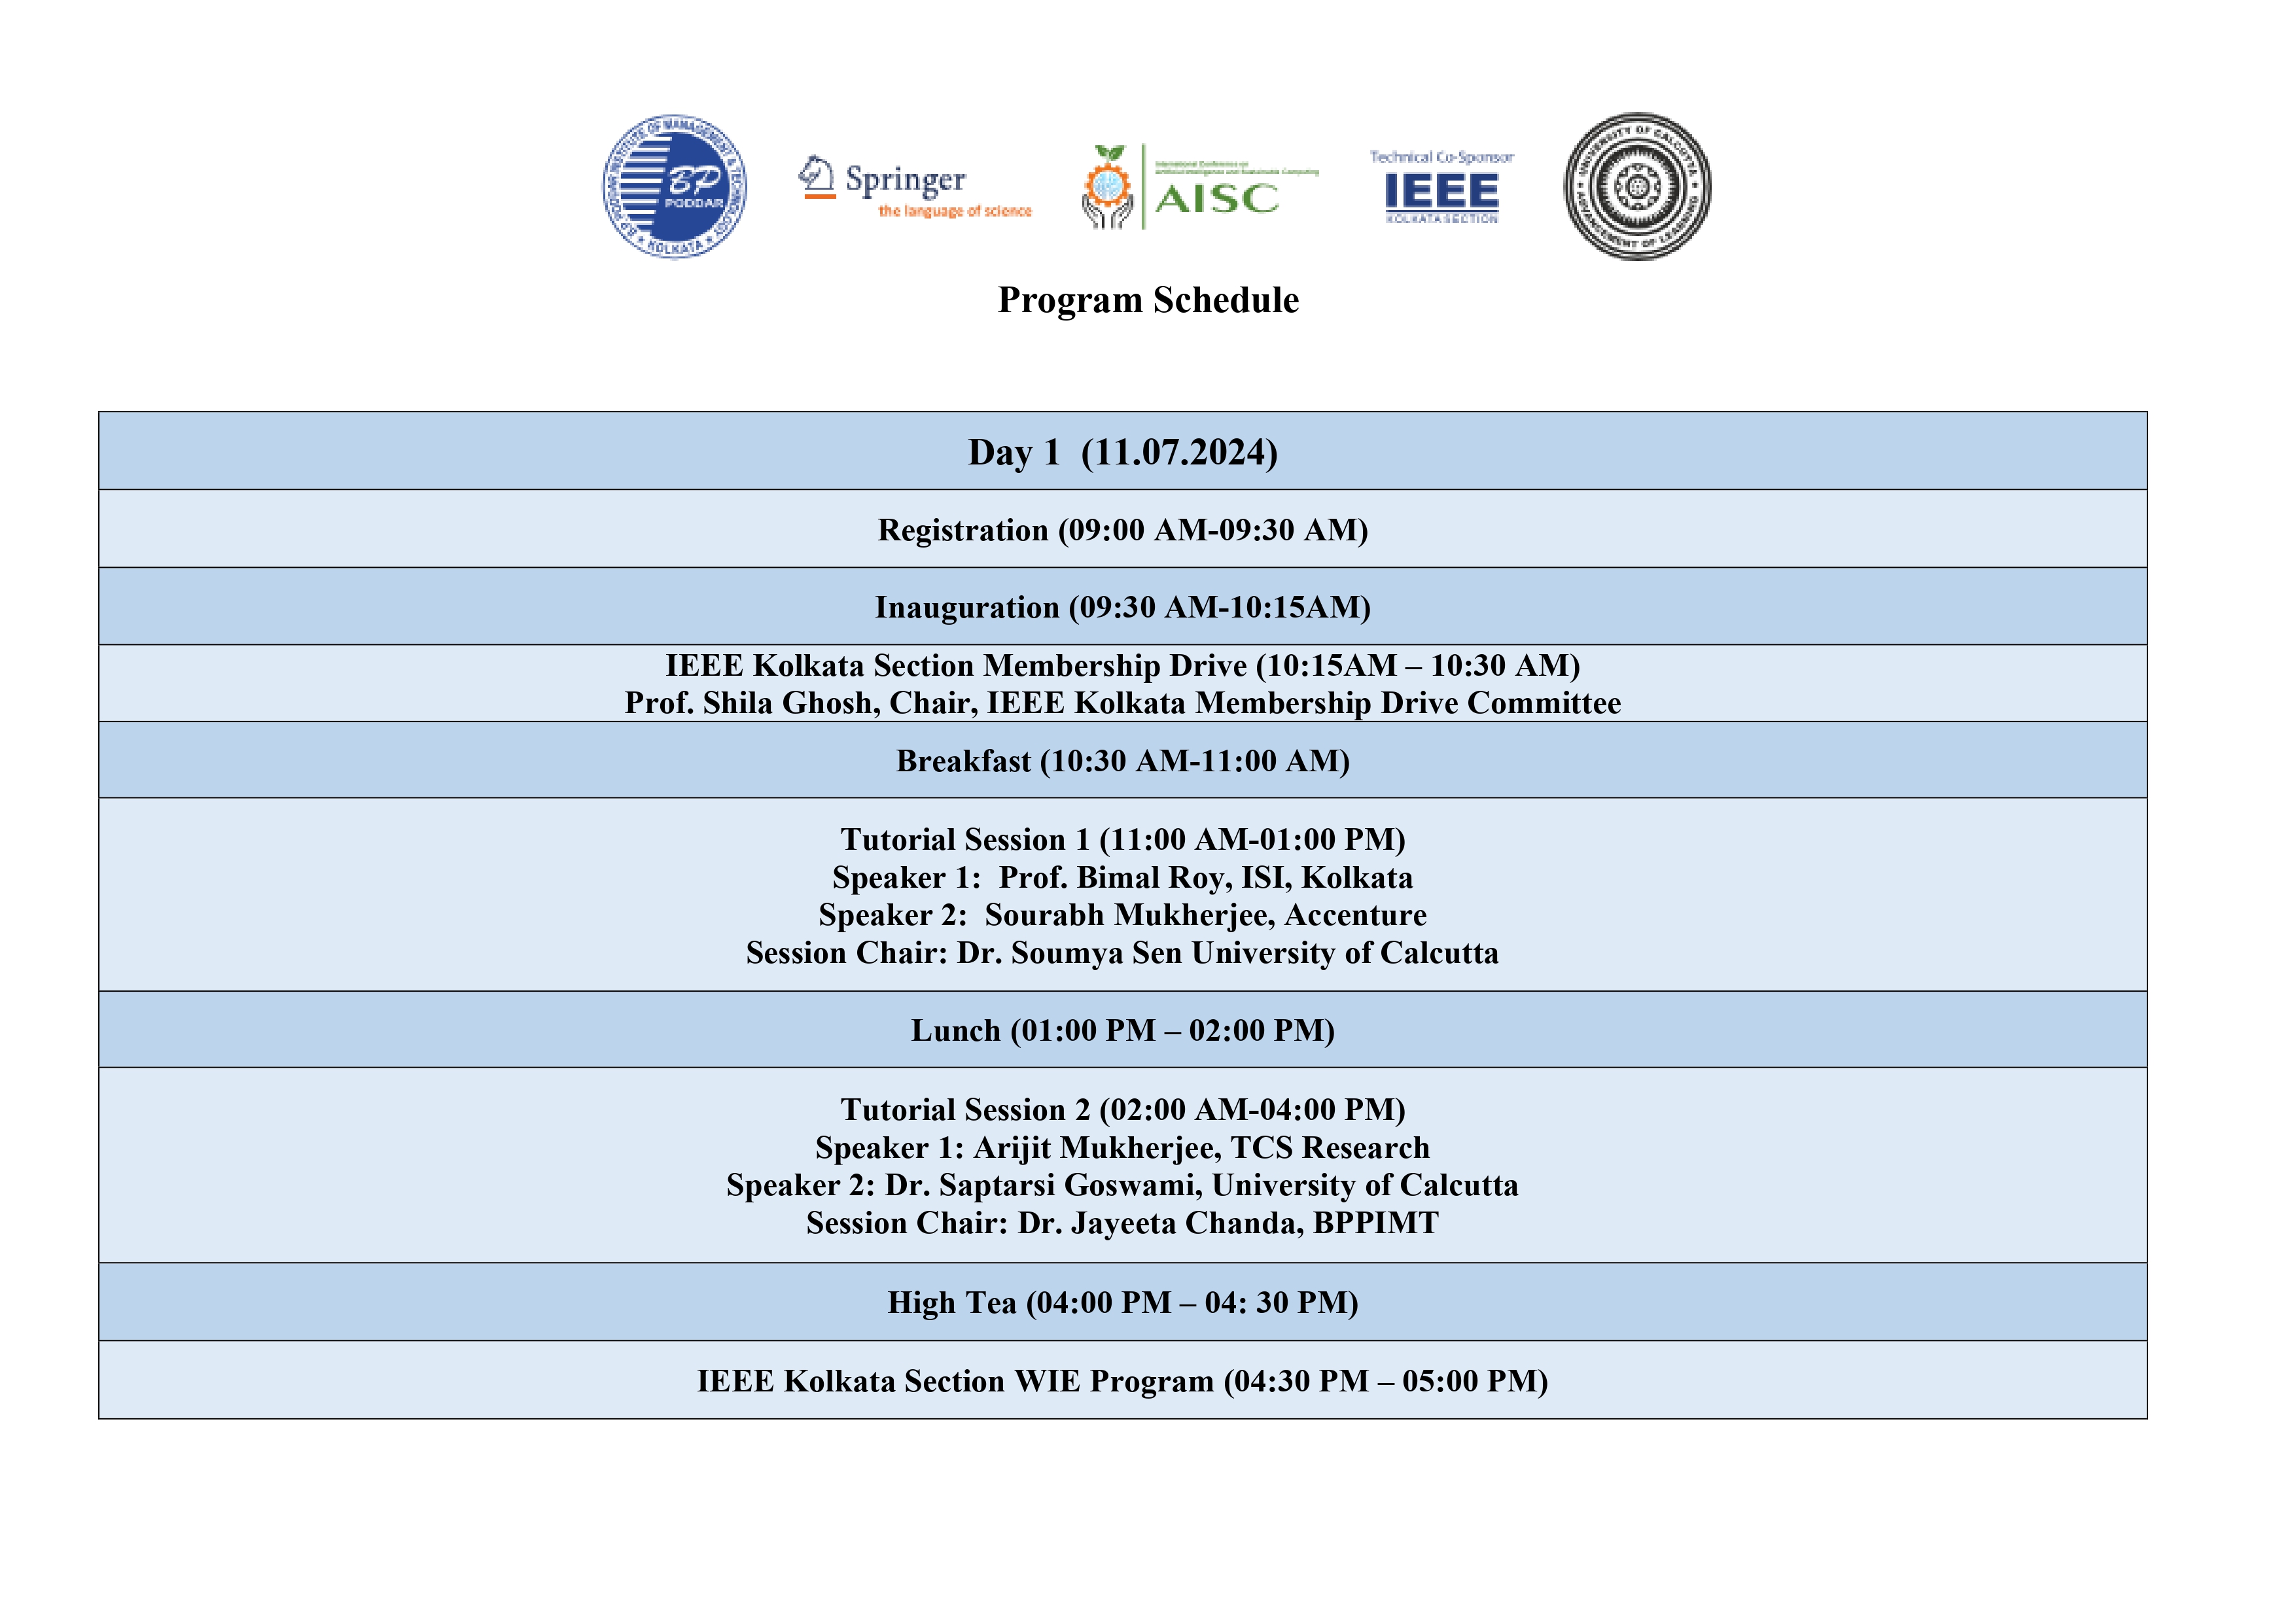 B.P. PODDAR INSTITUTE OF MANAGEMENT & TECHNOLOGY
BP
PODDAR
★ KOLKATA ★
Springer
the language of science
International Conference on
Artificial Intelligence and Sustainable Computing
AISC
Technical Co-Sponsor
IEEE
KOLKATA SECTION
UNIVERSITY OF CALCUTTA
ADVANCEMENT OF LEARNING
Program Schedule
Day 1  (11.07.2024)
Registration (09:00 AM-09:30 AM)
Inauguration (09:30 AM-10:15AM)
IEEE Kolkata Section Membership Drive (10:15AM – 10:30 AM)
Prof. Shila Ghosh, Chair, IEEE Kolkata Membership Drive Committee
Breakfast (10:30 AM-11:00 AM)
Tutorial Session 1 (11:00 AM-01:00 PM)
Speaker 1:  Prof. Bimal Roy, ISI, Kolkata
Speaker 2:  Sourabh Mukherjee, Accenture
Session Chair: Dr. Soumya Sen University of Calcutta
Lunch (01:00 PM – 02:00 PM)
Tutorial Session 2 (02:00 AM-04:00 PM)
Speaker 1: Arijit Mukherjee, TCS Research
Speaker 2: Dr. Saptarsi Goswami, University of Calcutta
Session Chair: Dr. Jayeeta Chanda, BPPIMT
High Tea (04:00 PM – 04: 30 PM)
IEEE Kolkata Section WIE Program (04:30 PM – 05:00 PM)